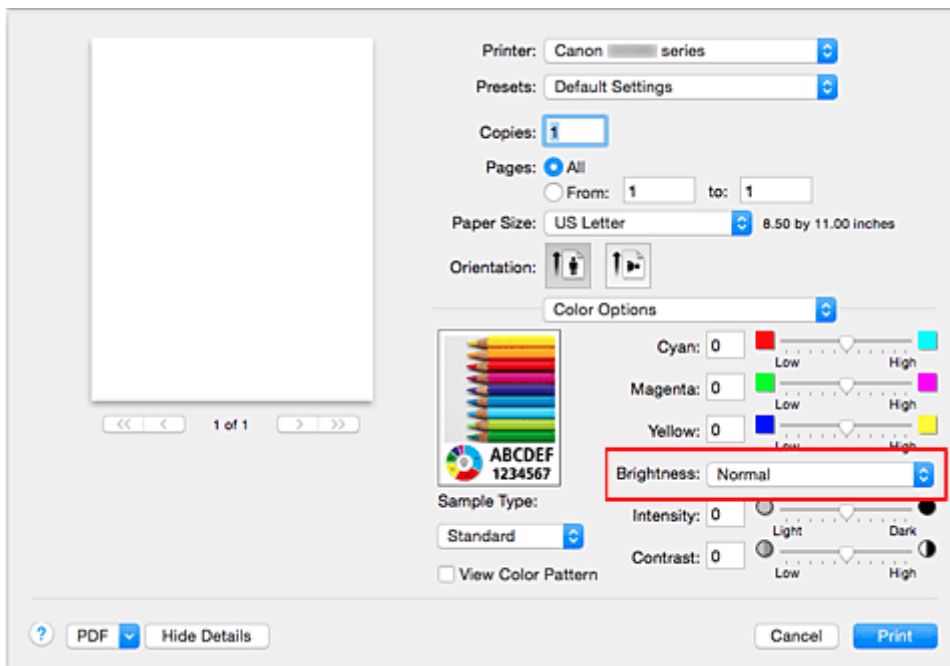 Printer: Canon series
Presets: Default Settings
Copies: 1
Pages: All
From: 1 to: 1
Paper Size: US Letter 8.50 by 11.00 inches
Orientation:
Color Options
Cyan: 0
Low High
Magenta: 0
Low High
Yellow: 0
Low High
ABCDEF
1234567
Brightness: Normal
Sample Type:
Intensity: 0
Light Dark
Standard
Contrast: 0
Low High
View Color Pattern
<< < 1 of 1 > >>
? PDF Hide Details Cancel Print